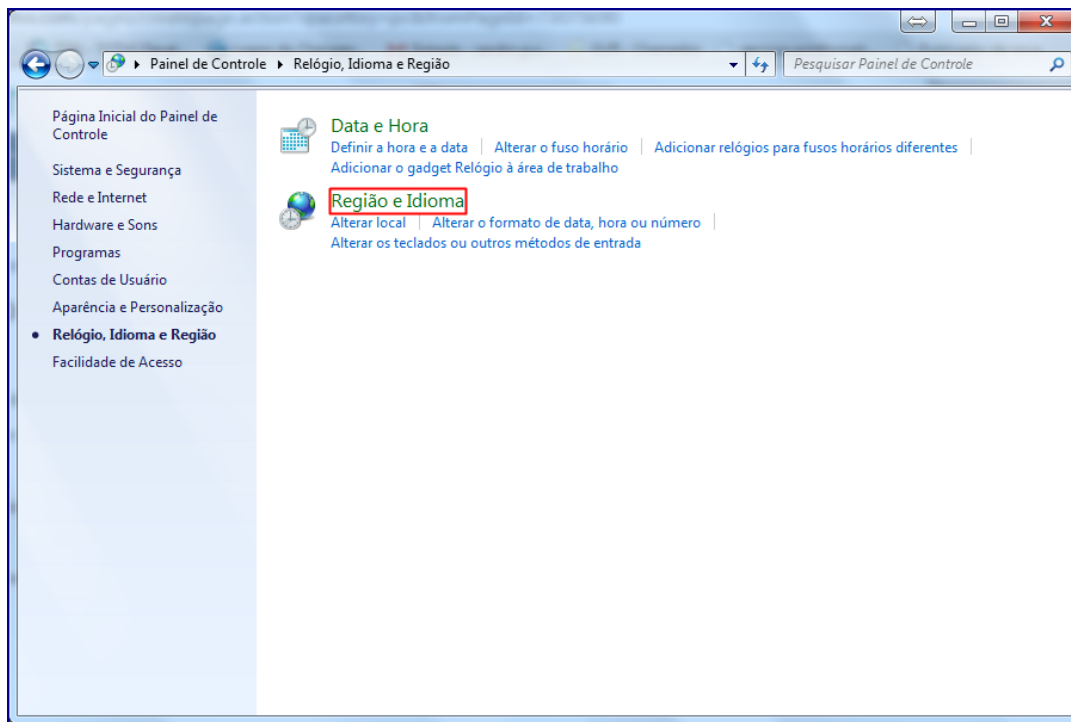 Painel de Controle Relógio, Idioma e Região
Pesquisar Painel de Controle
Página Inicial do Painel de
Controle
Sistema e Segurança
Rede e Internet
Hardware e Sons
Programas
Contas de Usuário
Aparência e Personalização
Relógio, Idioma e Região
Facilidade de Acesso
Data e Hora
Definir a hora e a data Alterar o fuso horário Adicionar relógios para fusos horários diferentes
Adicionar o gadget Relógio à área de trabalho
Região e Idioma
Alterar local Alterar o formato de data, hora ou número
Alterar os teclados ou outros métodos de entrada